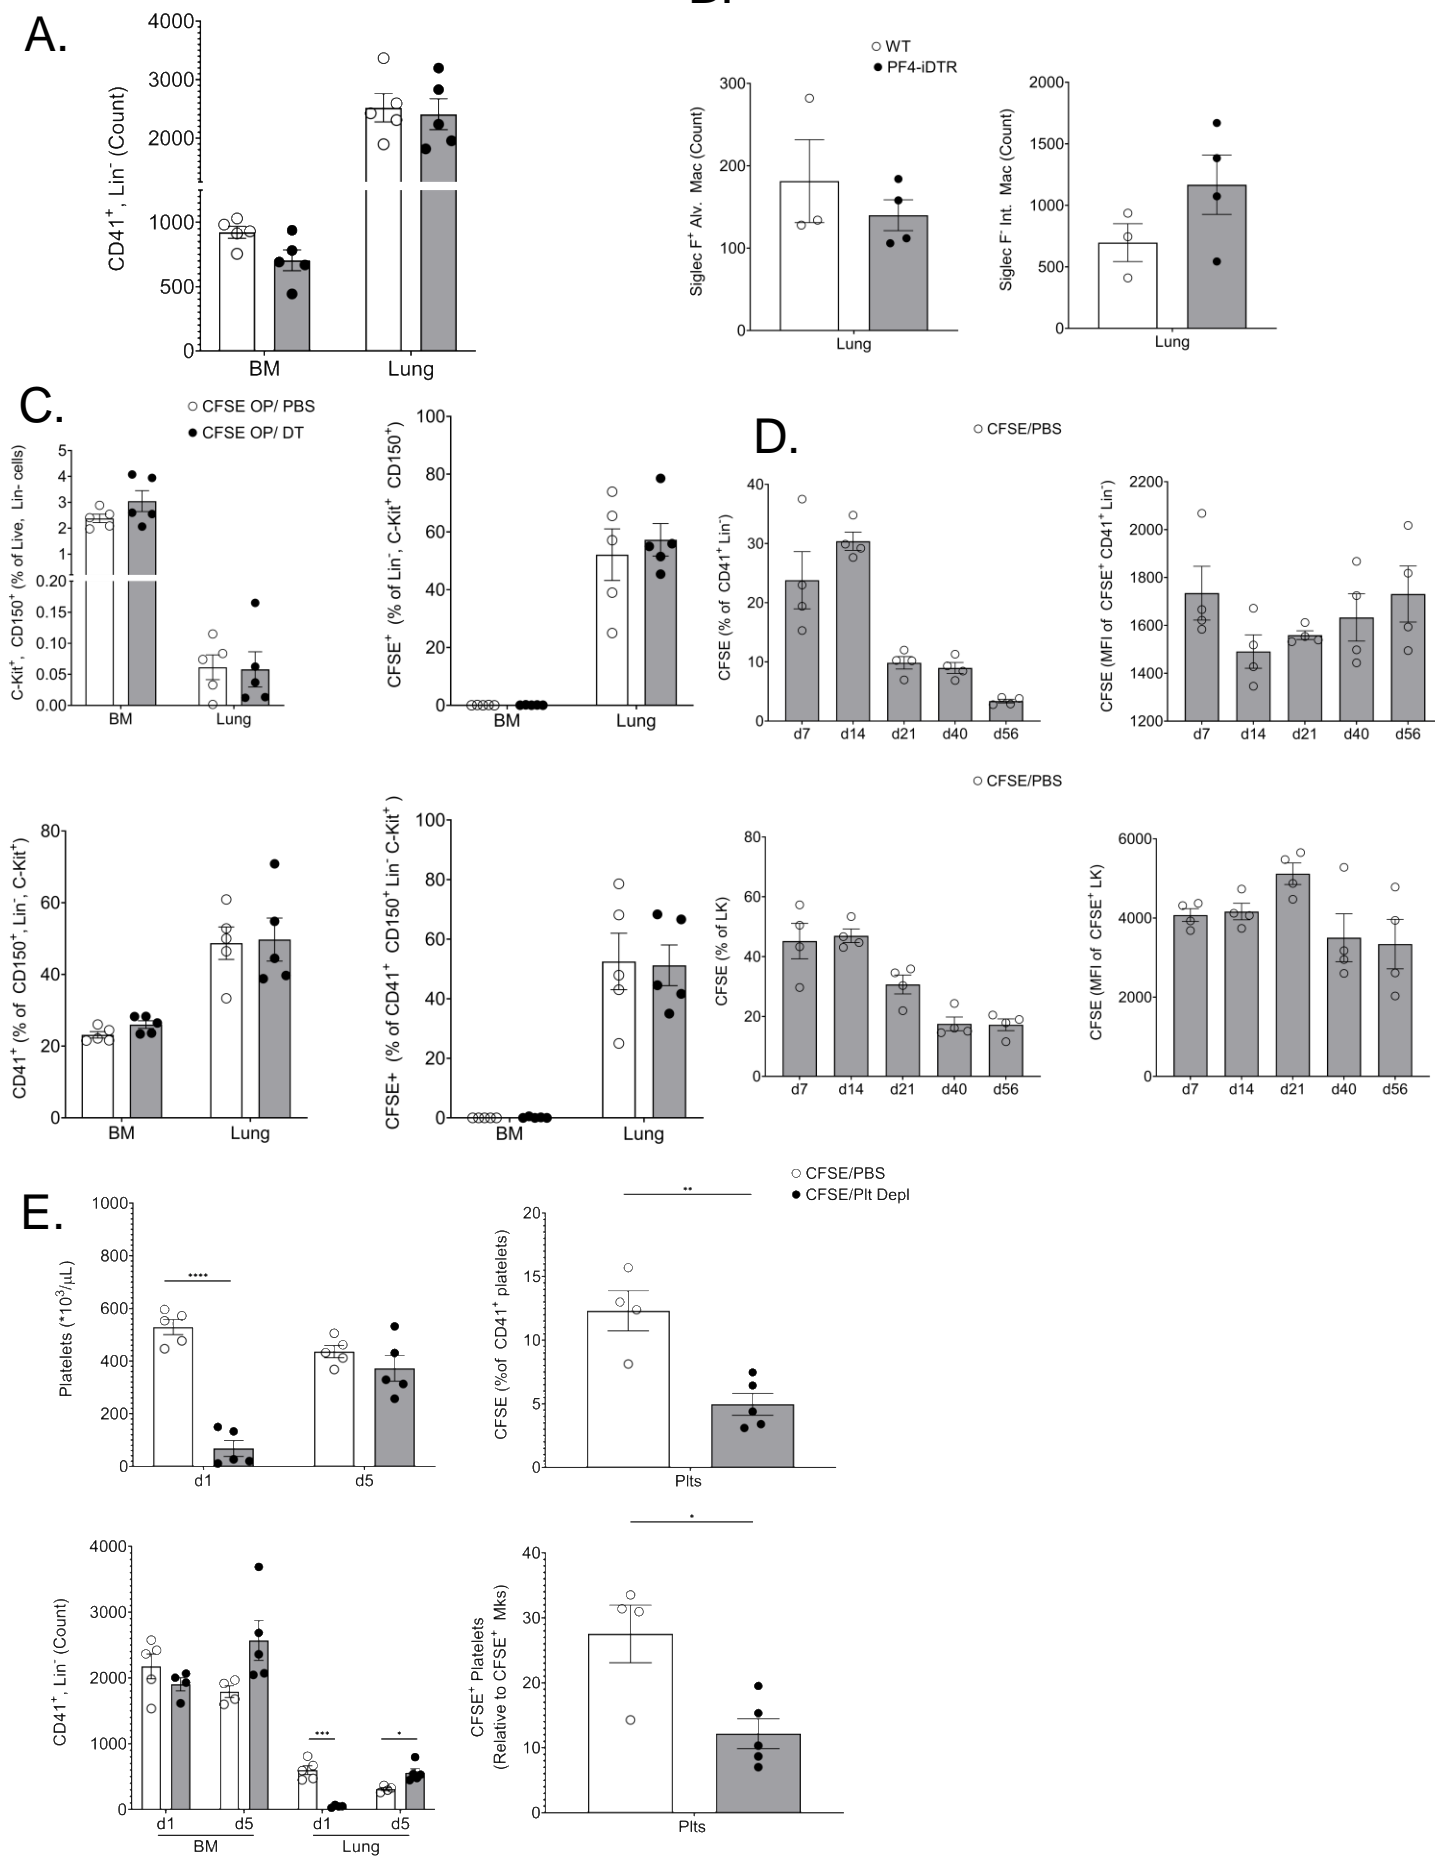 A.
4000
3000
2000
1000
500
0
CD41⁺, Lin⁻ (Count)
BM
Lung
WT
PF4-iDTR
300
200
100
0
Siglec F⁺ Alv. Mac (Count)
Lung
2000
1500
1000
500
0
Siglec F⁻ Int. Mac (Count)
Lung
C.
CFSE OP/ PBS
CFSE OP/ DT
5
4
3
2
1
0.20
0.15
0.10
0.05
0.00
C-Kit⁺, CD150⁺ (% of Live, Lin- cells)
BM
Lung
100
80
60
40
20
0
CFSE⁺ (% of Lin⁻, C-Kit⁺ CD150⁺)
BM
Lung
80
60
40
20
0
CD41⁺ (% of CD150⁺, Lin⁻, C-Kit⁺)
BM
Lung
100
80
60
40
20
0
CFSE+ (% of CD41⁺ CD150⁺ Lin⁻ C-Kit⁺ )
BM
Lung
D.
CFSE/PBS
40
30
20
10
0
CFSE (% of CD41⁺ Lin⁻)
d7
d14
d21
d40
d56
2200
2000
1800
1600
1400
1200
CFSE (MFI of CFSE⁺ CD41⁺ Lin⁻)
d7
d14
d21
d40
d56
CFSE/PBS
80
60
40
20
0
CFSE (% of LK)
d7
d14
d21
d40
d56
6000
4000
2000
0
CFSE (MFI of CFSE⁺ LK)
d7
d14
d21
d40
d56
E.
CFSE/PBS
CFSE/Plt Depl
1000
800
600
400
200
0
Platelets (*10³/µL)
****
d1
d5
20
15
10
5
0
CFSE (%of CD41⁺ platelets)
**
Plts
4000
3000
2000
1000
0
CD41⁺, Lin⁻ (Count)
***
*
d1
d5
d1
d5
BM
Lung
40
30
20
10
0
CFSE⁺ Platelets
(Relative to CFSE⁺ Mks)
*
Plts